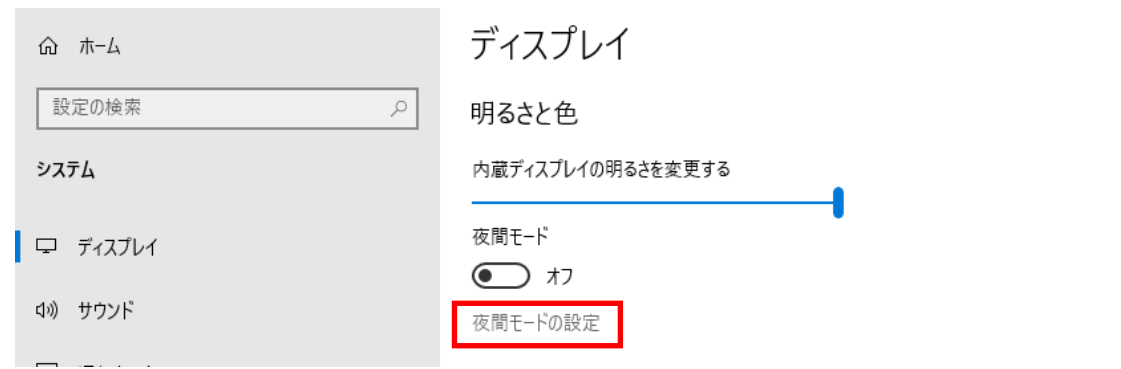 ホーム
設定の検索
システム
ディスプレイ
サウンド
ディスプレイ
明るさと色
内蔵ディスプレイの明るさを変更する
夜間モード
オフ
夜間モードの設定